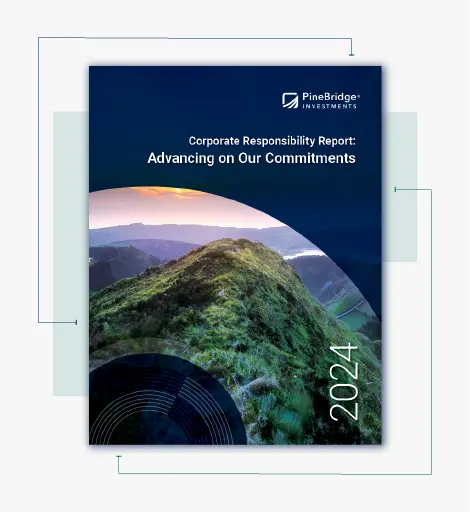 PineBridge®
INVESTMENTS
Corporate Responsibility Report:
Advancing on Our Commitments
2024